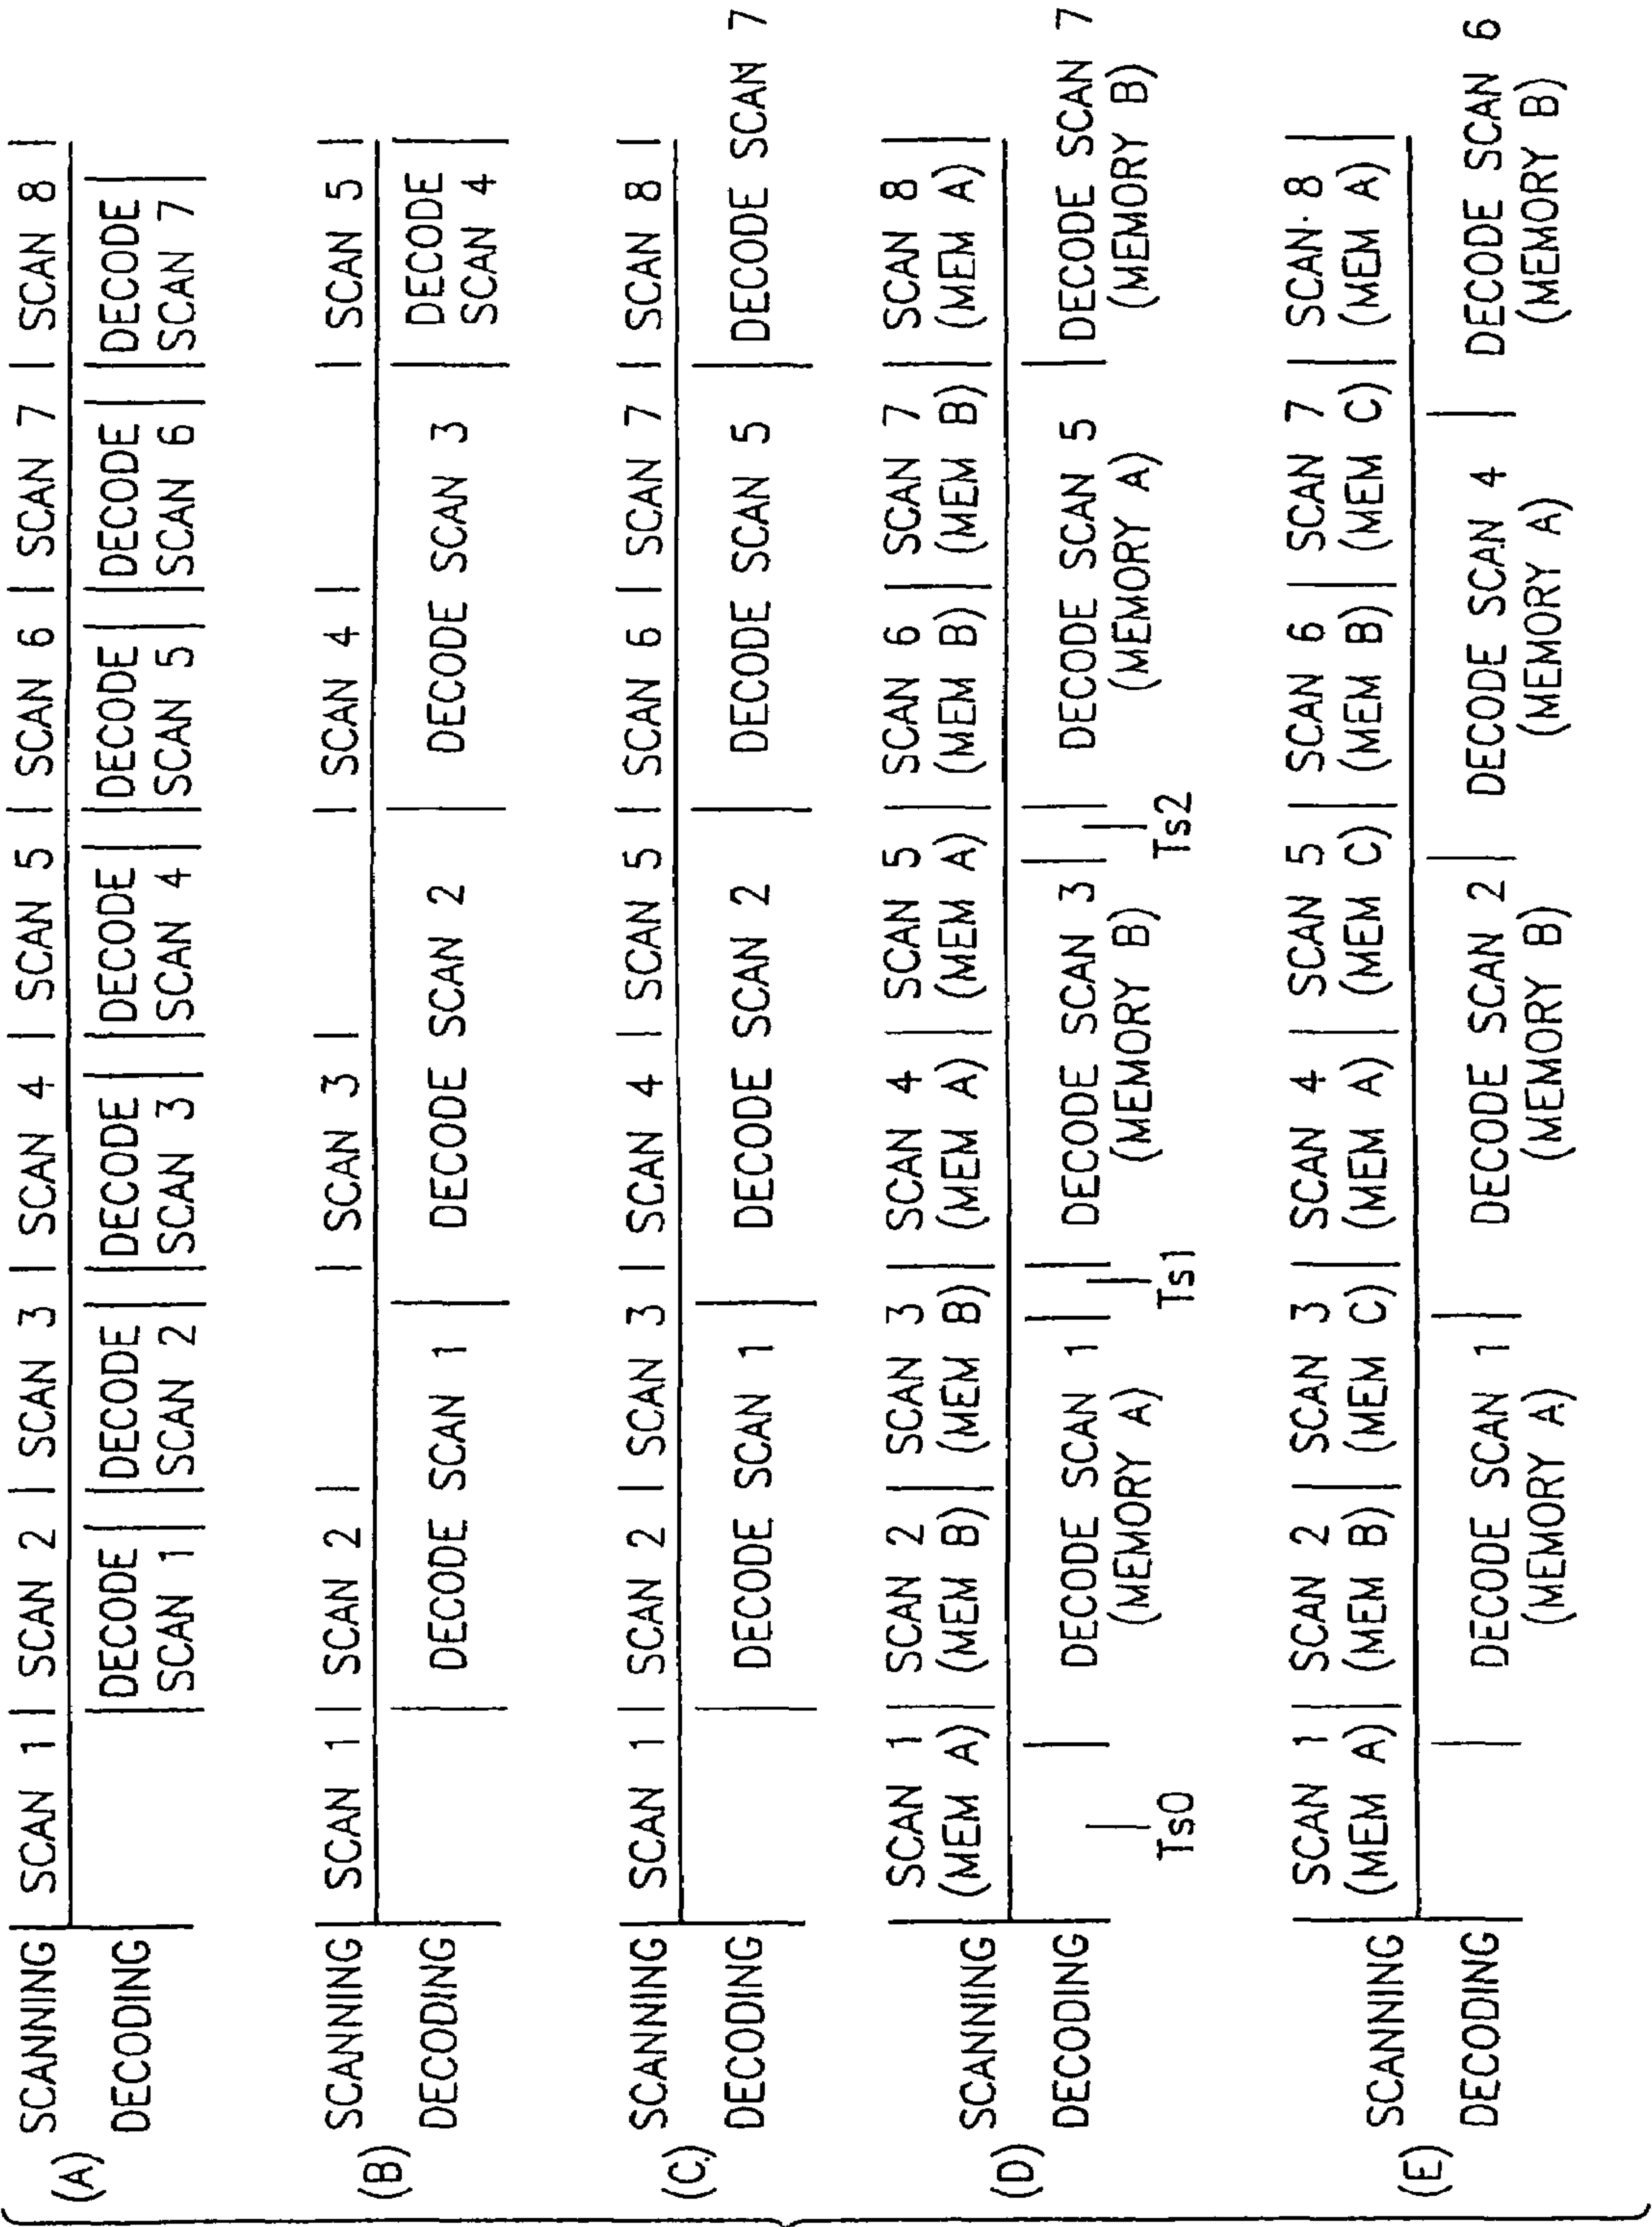 (A)
SCANNING | SCAN 1 | SCAN 2 | SCAN 3 | SCAN 4 | SCAN 5 | SCAN 6 | SCAN 7 | SCAN 8 |
DECODING | DECODE | DECODE | DECODE | DECODE | DECODE | DECODE | DECODE |
SCAN 1 | SCAN 2 | SCAN 3 | SCAN 4 | SCAN 5 | SCAN 6 | SCAN 7 |
(B)
SCANNING | SCAN 1 | SCAN 2 | SCAN 3 | SCAN 4 | SCAN 5 |
DECODING | DECODE SCAN 1 | DECODE SCAN 2 | DECODE SCAN 3 | DECODE
SCAN 4
(C)
SCANNING | SCAN 1 | SCAN 2 | SCAN 3 | SCAN 4 | SCAN 5 | SCAN 6 | SCAN 7 | SCAN 8 |
DECODING | DECODE SCAN 1 | DECODE SCAN 2 | DECODE SCAN 5 | DECODE SCAN 7
(D)
SCAN 1 | SCAN 2 | SCAN 3 | SCAN 4 | SCAN 5 | SCAN 6 | SCAN 7 | SCAN 8
SCANNING (MEM A) | (MEM B) | (MEM B) | (MEM A) | (MEM A) | (MEM B) | (MEM B) | (MEM A) |
DECODING | DECODE SCAN 1 | DECODE SCAN 3 | DECODE SCAN 5 | DECODE SCAN 7
(MEMORY A) (MEMORY B) (MEMORY A) (MEMORY B)
Ts0 Ts1 Ts2
(E)
SCAN 1 | SCAN 2 | SCAN 3 | SCAN 4 | SCAN 5 | SCAN 6 | SCAN 7 | SCAN 8
SCANNING (MEM A) | (MEM B) | (MEM C) | (MEM A) | (MEM C) | (MEM B) | (MEM C) | (MEM A) |
DECODING | DECODE SCAN 1 | DECODE SCAN 2 | DECODE SCAN 4 | DECODE SCAN 6
(MEMORY A) (MEMORY B) (MEMORY A) (MEMORY B)